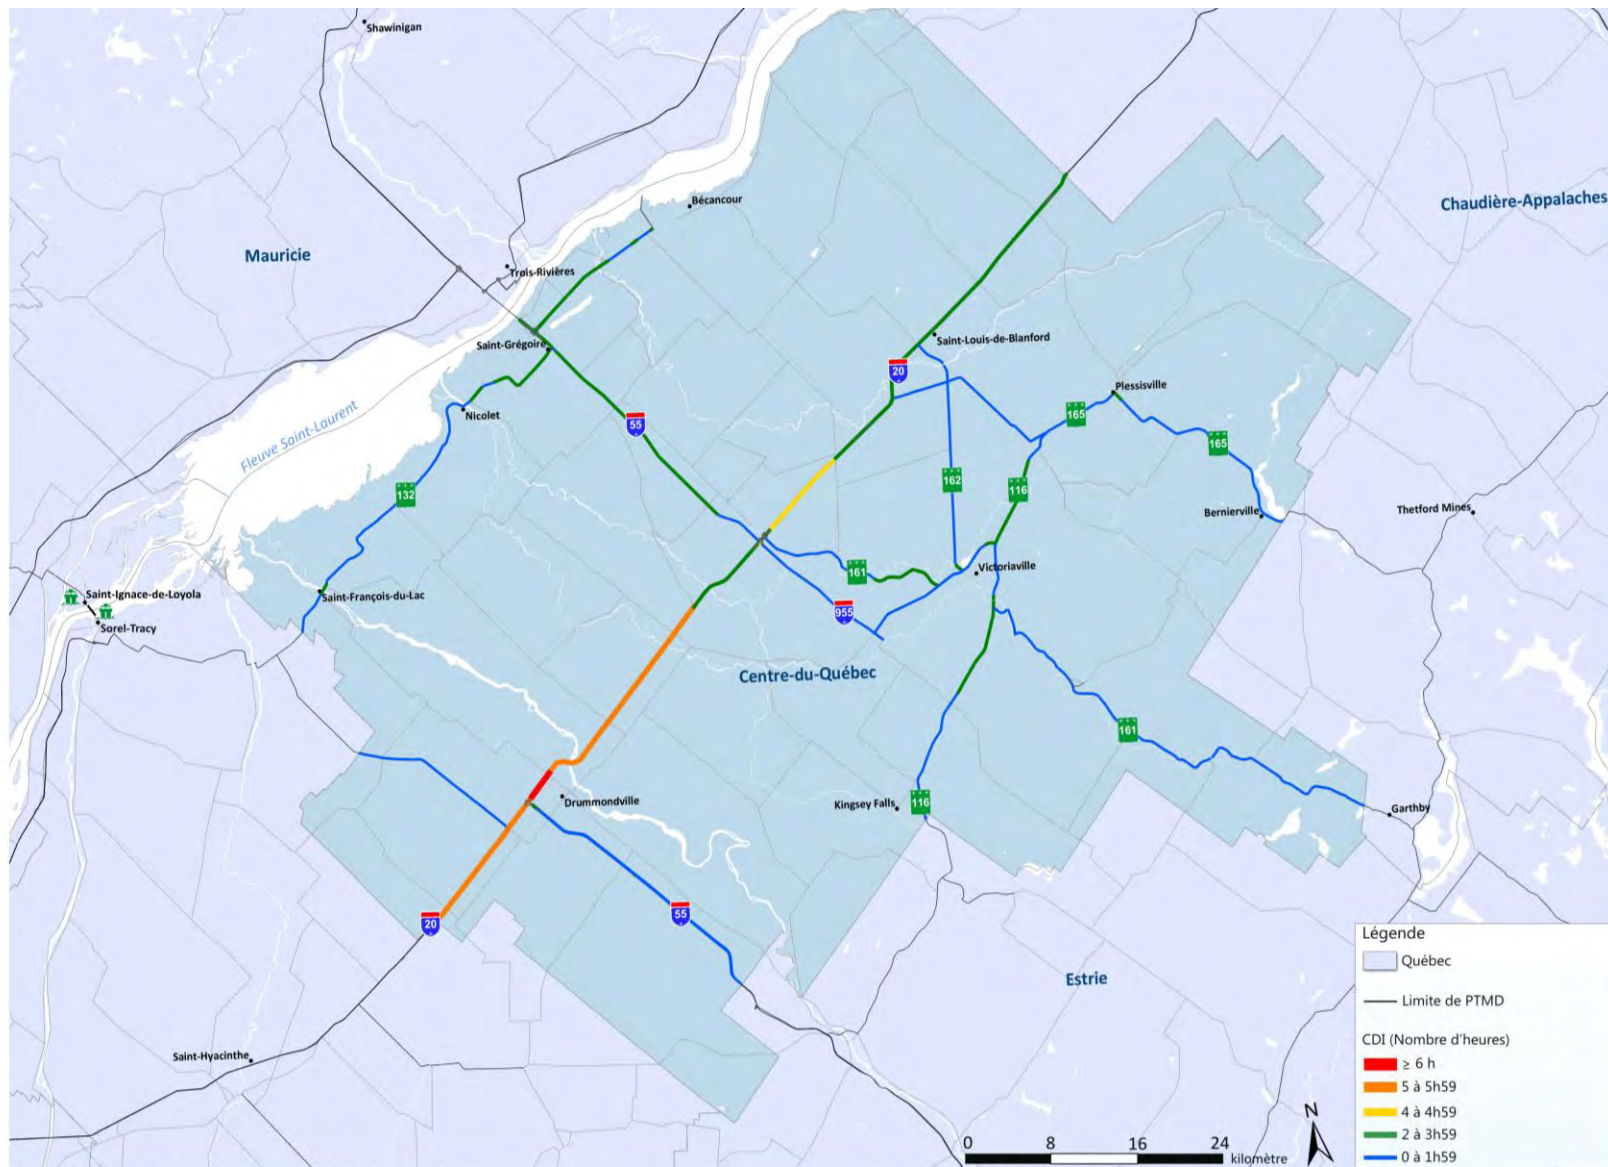 Shawinigan
Chaudière-Appalaches
Bécancour
Mauricie
Trois-Rivières
Saint-Grégoire
Saint-Louis-de-Blanford
20
Plessisville
Nicolet
55
165
165
Fleuve Saint-Laurent
132
162
116
Bernierville
Thetford Mines
161
Victoriaville
Saint-Ignace-de-Loyola
Saint-François-du-Lac
955
Sorel-Tracy
Centre-du-Québec
161
Drummondville
Kingsey Falls
116
Garthby
20
55
Estrie
Saint-Hyacinthe
Légende
Québec
Limite de PTMD
CDI (Nombre d'heures)
≥ 6 h
5 à 5h59
4 à 4h59
2 à 3h59
0 à 1h59
N
0 8 16 24
kilomètre